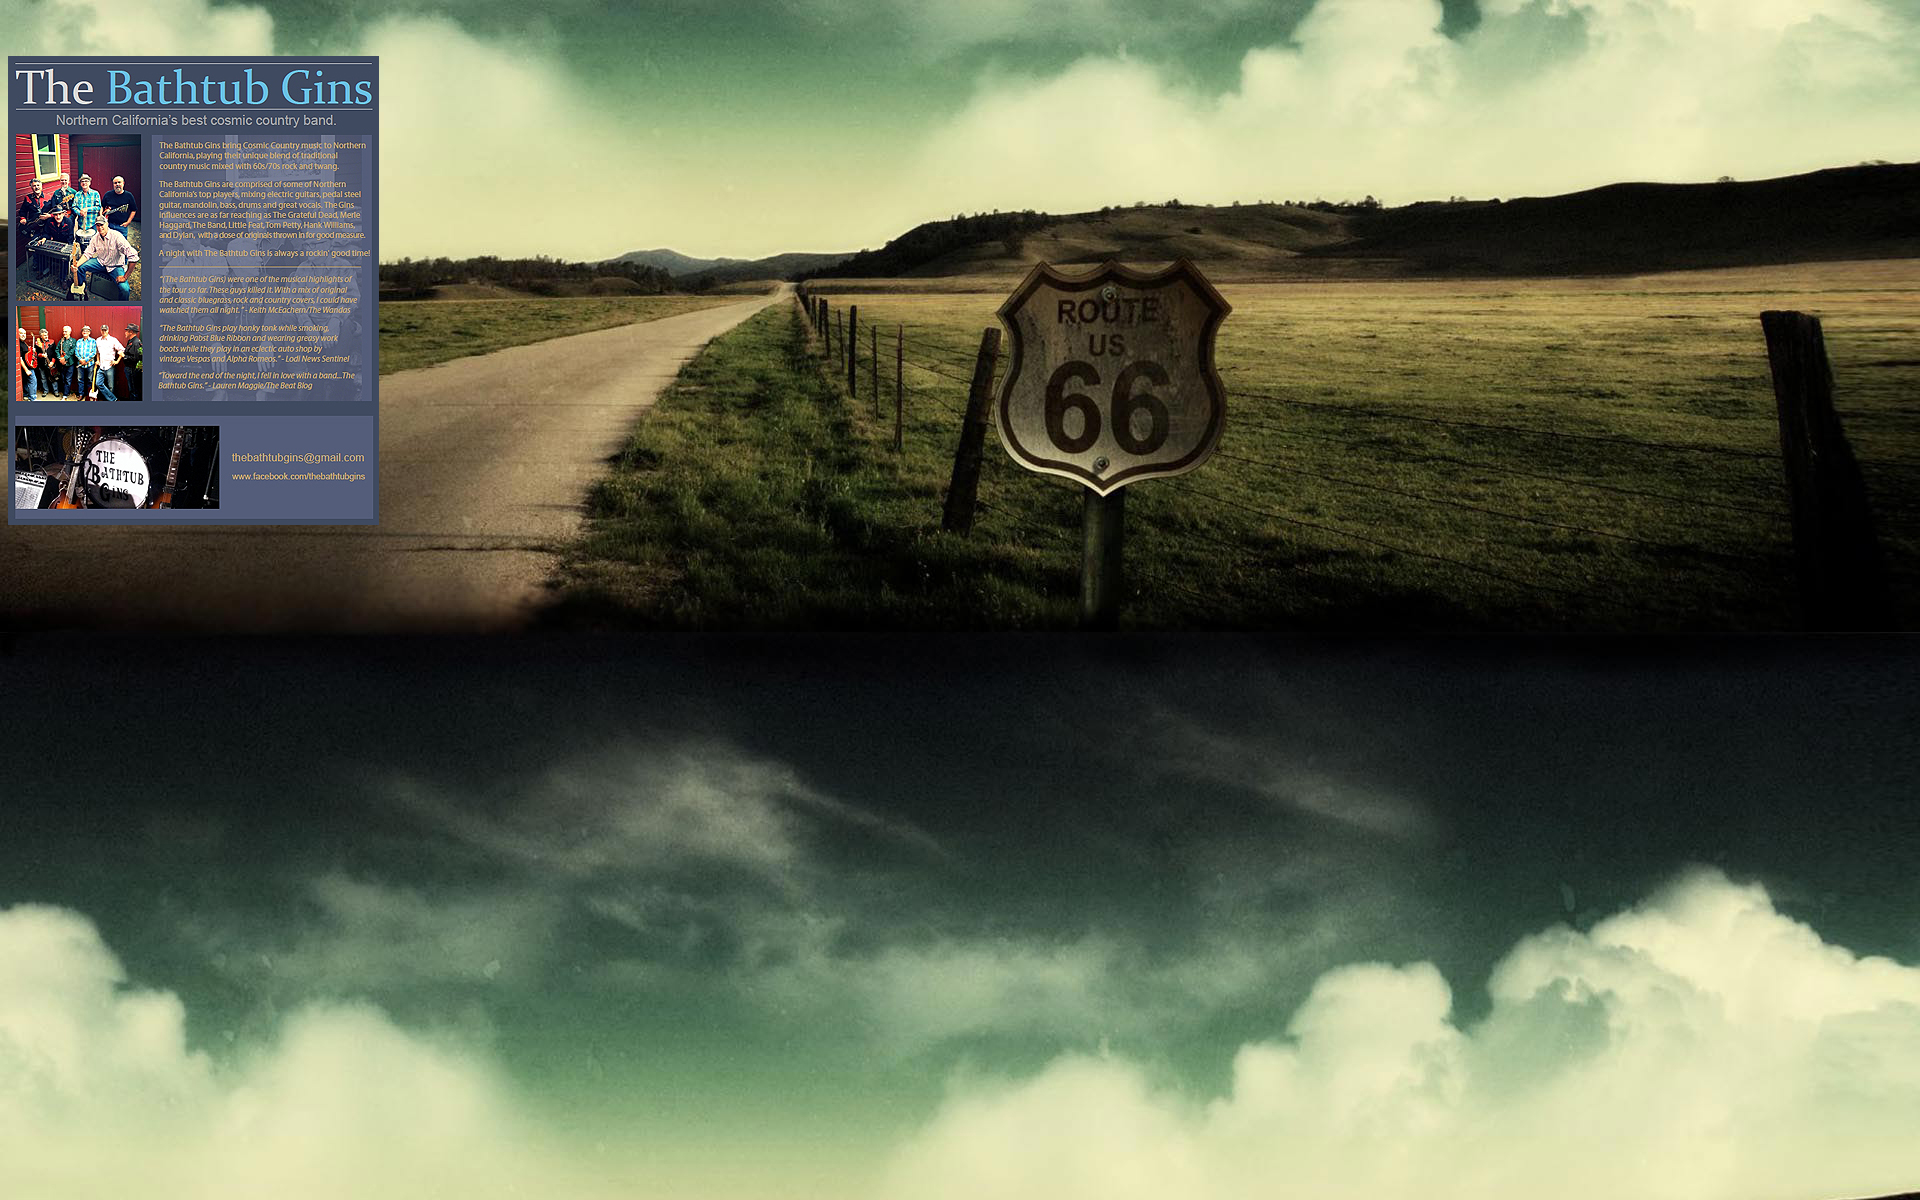 The Bathtub Gins
Northern California's best cosmic country band.
The Bathtub Gins bring Cosmic Country music to Northern
California, playing their unique blend of traditional
country music mixed with 60s/70s rock and twang.
The Bathtub Gins are comprised of some of Northern
California's top players, mixing electric guitars, pedal steel
guitar, mandolin, bass, drums and great vocals. The Gins
influences are as far reaching as The Grateful Dead, Merle
Haggard, The Band, Little Feat, Tom Petty, Hank Williams,
and Dylan, with a dose of originals thrown in for good measure.
A night with The Bathtub Gins is always a rockin' good time!
"(The Bathtub Gins) were one of the musical highlights of
the tour so far. These guys killed it. With a mix of original
and classic bluegrass, rock and country covers, I could have
watched them all night." - Keith McEachern/The Wandas
"The Bathtub Gins play honky tonk while smoking,
drinking Pabst Blue Ribbon and wearing greasy work
boots while they play in an eclectic auto shop by
vintage Vespas and Alpha Romeos." - Lodi News Sentinel
"Toward the end of the night, I fell in love with a band...The
Bathtub Gins." - Lauren Maggie/The Beat Blog
THE
BATHTUB
GINS
thebathtubgins@gmail.com
www.facebook.com/thebathtubgins
ROUTE
US
66